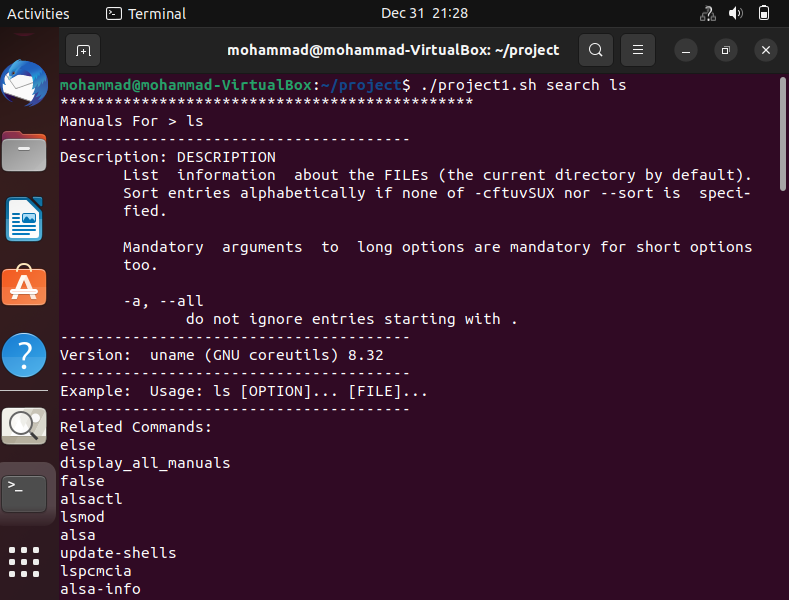 Activities
Terminal
Dec 31 21:28
mohammad@mohammad-VirtualBox: ~/project
mohammad@mohammad-VirtualBox:~/project$ ./project1.sh search ls
**********************************************
Manuals For > ls
---------------------------------------
Description: DESCRIPTION
       List  information  about the FILEs (the current directory by default).
       Sort entries alphabetically if none of -cftuvSUX nor --sort is  speci-
       fied.
       Mandatory  arguments  to  long options are mandatory for short options
       too.
       -a, --all
              do not ignore entries starting with .
---------------------------------------
Version:  uname (GNU coreutils) 8.32
---------------------------------------
Example:  Usage: ls [OPTION]... [FILE]...
---------------------------------------
Related Commands:
else
display_all_manuals
false
alsactl
lsmod
alsa
update-shells
lspcmcia
alsa-info